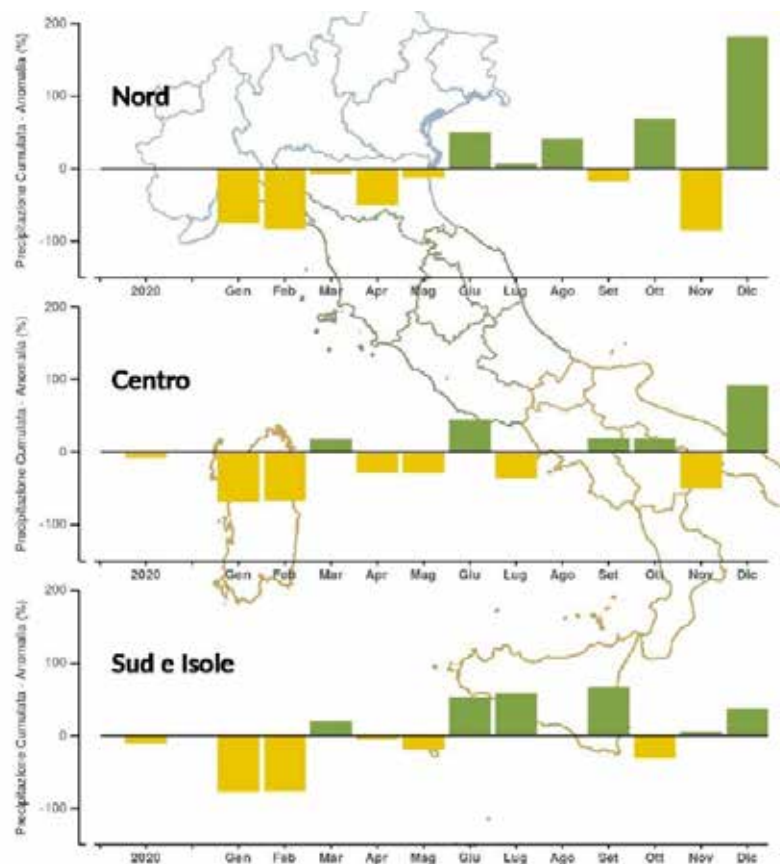 Precipitazione Cumulata - Anomalia (%)
200
100
0
-100
Nord
2020 Gen Feb Mar Apr Mag Giu Lug Ago Set Ott Nov Dic
Precipitazione Cumulata - Anomalia (%)
200
100
0
-100
Centro
2020 Gen Feb Mar Apr Mag Giu Lug Ago Set Ott Nov Dic
Precipitazione Cumulata - Anomalia (%)
200
100
0
-100
Sud e Isole
2020 Gen Feb Mar Apr Mag Giu Lug Ago Set Ott Nov Dic